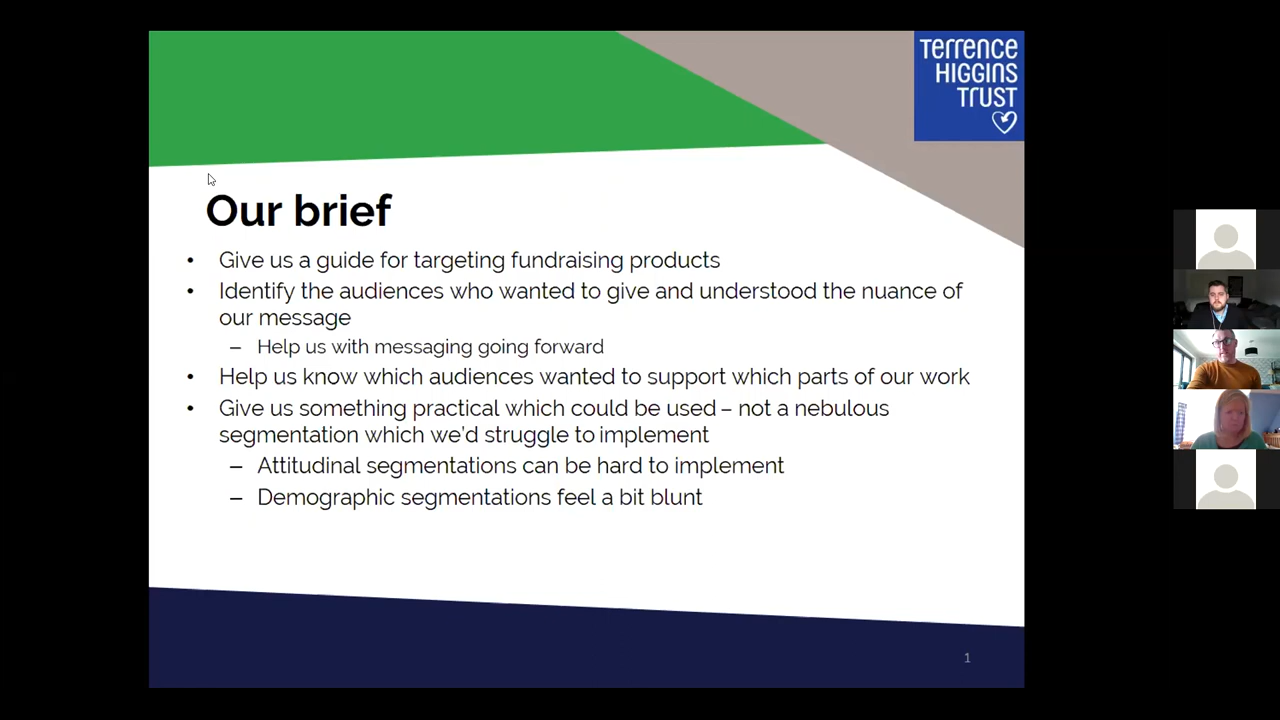 Terrence
HIGGINS
TrusT
Our brief
• Give us a guide for targeting fundraising products
• Identify the audiences who wanted to give and understood the nuance of
our message
– Help us with messaging going forward
• Help us know which audiences wanted to support which parts of our work
• Give us something practical which could be used – not a nebulous
segmentation which we'd struggle to implement
– Attitudinal segmentations can be hard to implement
– Demographic segmentations feel a bit blunt
1